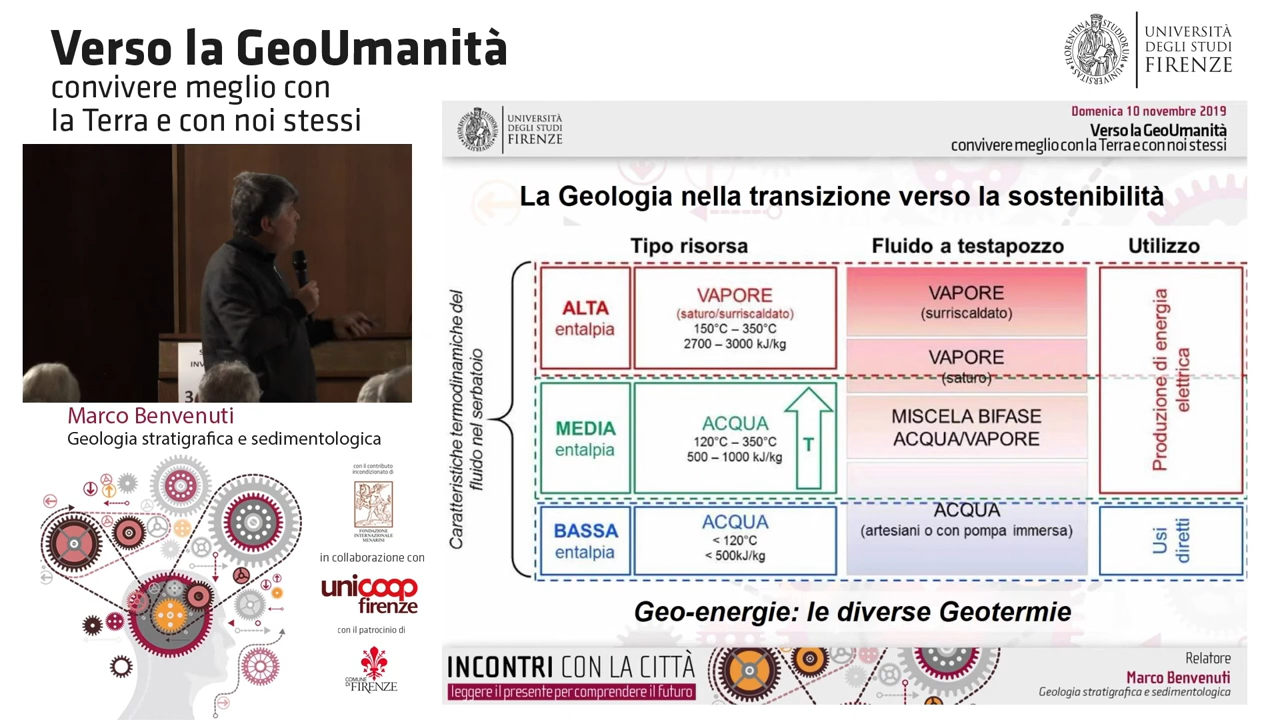 Verso la GeoUmanità
convivere meglio con
la Terra e con noi stessi
UNIVERSITÀ
DEGLI STUDI
FIRENZE
UNIVERSITÀ
DEGLI STUDI
FIRENZE
Domenica 10 novembre 2019
Verso la GeoUmanità
convivere meglio con la Terra e con noi stessi
La Geologia nella transizione verso la sostenibilità
Tipo risorsa
Fluido a testapozzo
Utilizzo
Caratteristiche termodinamiche del
fluido nel serbatoio
ALTA
entalpia
VAPORE
(saturo/surriscaldato)
150°C – 350°C
2700 – 3000 kJ/kg
VAPORE
(surriscaldato)
VAPORE
(saturo)
Produzione di energia
elettrica
MEDIA
entalpia
ACQUA
120°C – 350°C
500 – 1000 kJ/kg
T
MISCELA BIFASE
ACQUA/VAPORE
BASSA
entalpia
ACQUA
< 120°C
< 500kJ/kg
ACQUA
(artesiani o con pompa immersa)
Usi
diretti
Geo-energie: le diverse Geotermie
Marco Benvenuti
Geologia stratigrafica e sedimentologica
con il contributo
incondizionato di
FONDAZIONE
INTERNAZIONALE
MENARINI
in collaborazione con
unicoop
firenze
con il patrocinio di
COMUNE
DI FIRENZE
INCONTRI CON LA CITTÀ
leggere il presente per comprendere il futuro
Relatore
Marco Benvenuti
Geologia stratigrafica e sedimentologica